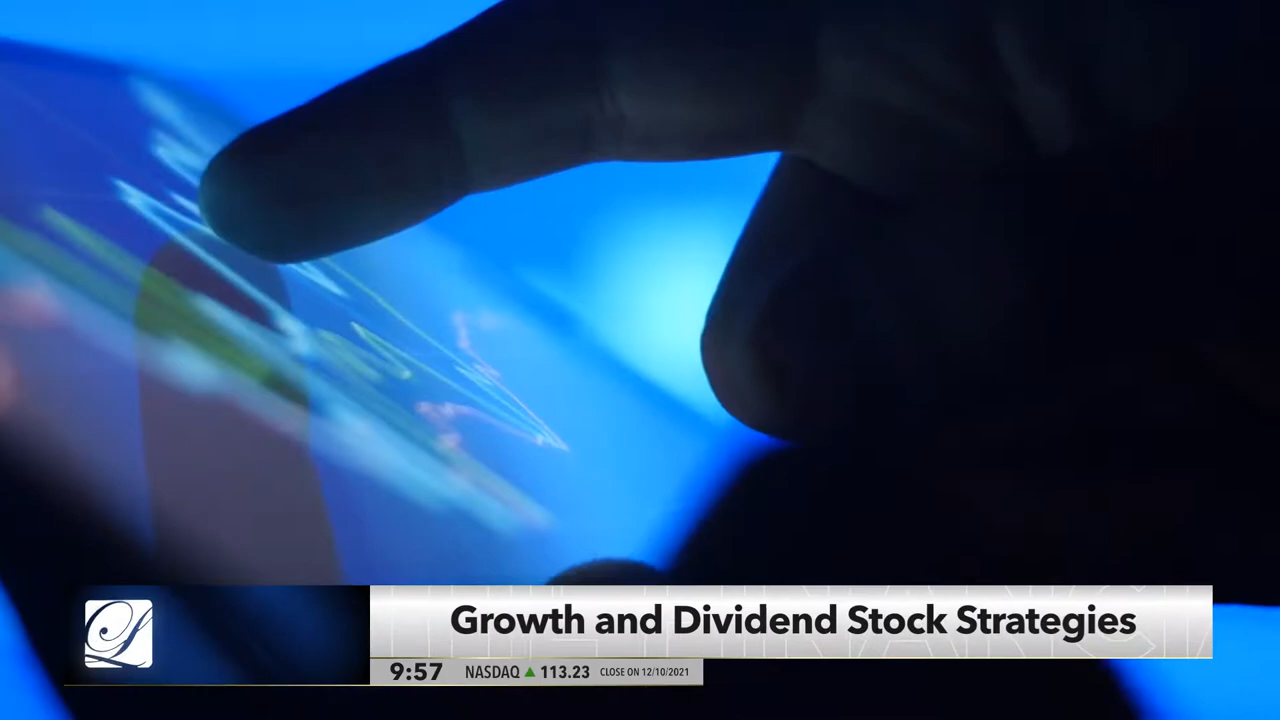 Growth and Dividend Stock Strategies
9:57 NASDAQ ▲ 113.23 CLOSE ON 12/10/2021